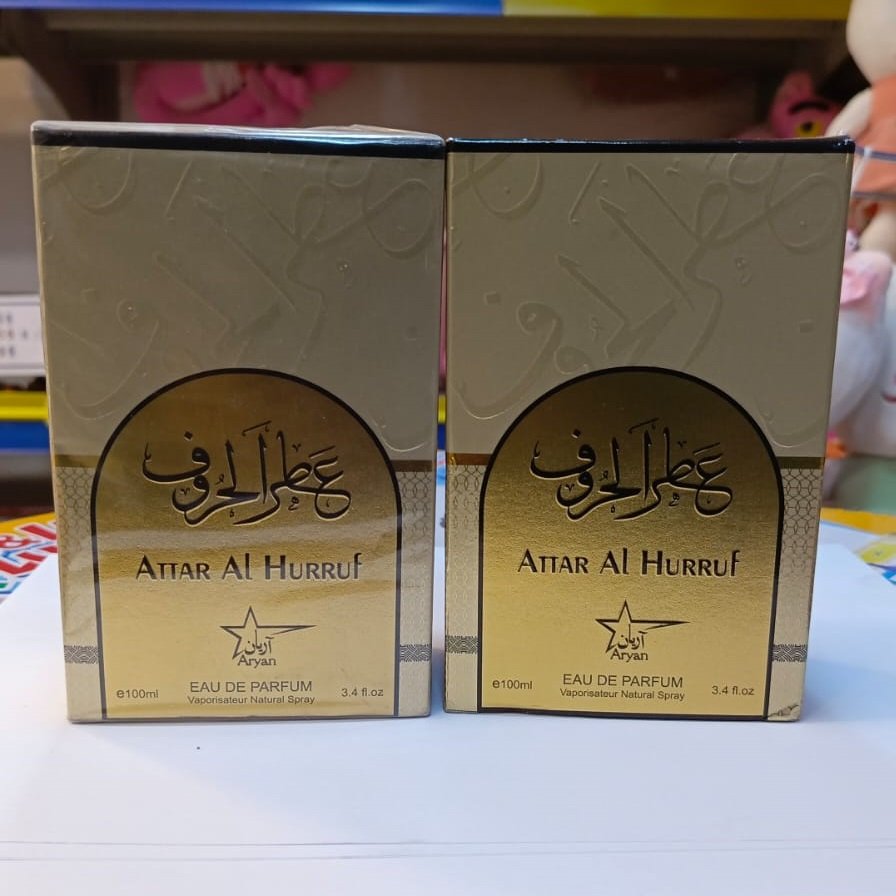 عطر الحروف
ATTAR AL HURRUF
آريان
Aryan
e100ml
EAU DE PARFUM
Vaporisateur Natural Spray
3.4 fl.oz
عطر الحروف
ATTAR AL HURRUF
آريان
Aryan
e100ml
EAU DE PARFUM
Vaporisateur Natural Spray
3.4 fl.oz